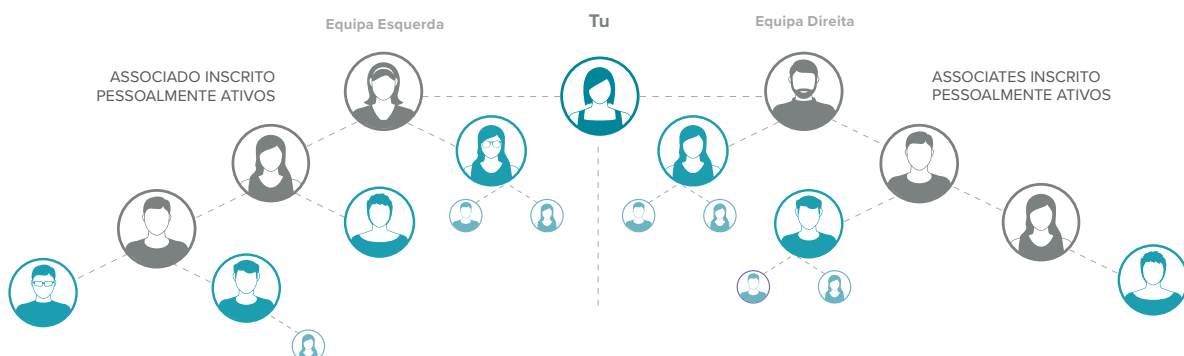 Equipa Esquerda
Tu
Equipa Direita
ASSOCIADO INSCRITO
PESSOALMENTE ATIVOS
ASSOCIATES INSCRITO
PESSOALMENTE ATIVOS